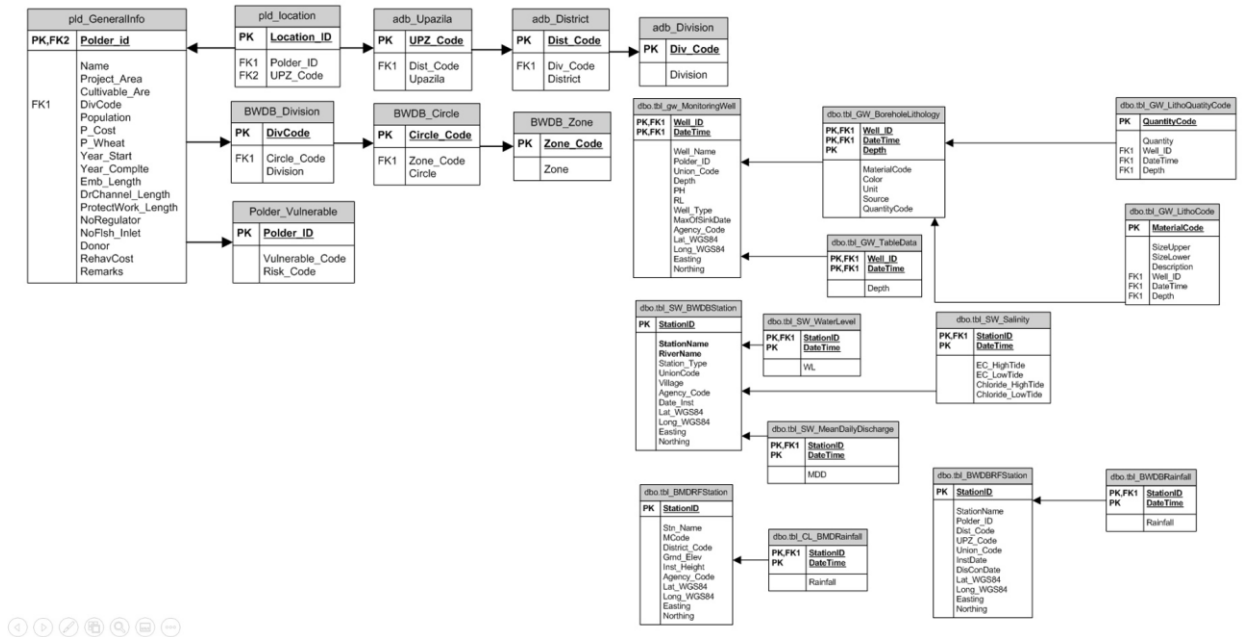 pld_GeneralInfo
PK,FK2 Polder_id
Name
Project_Area
Cultivable_Are
FK1 DivCode
Population
P_Cost
P_Wheat
Year_Start
Year_Complte
Emb_Length
DrChannel_Length
ProtectWork_Length
NoRegulator
NoFlsh_Inlet
Donor
RehavCost
Remarks
pld_location
PK Location_ID
FK1 Polder_ID
FK2 UPZ_Code
adb_Upazila
PK UPZ_Code
FK1 Dist_Code
Upazila
adb_District
PK Dist_Code
FK1 Div_Code
District
adb_Division
PK Div_Code
Division
BWDB_Division
PK DivCode
FK1 Circle_Code
Division
BWDB_Circle
PK Circle_Code
FK1 Zone_Code
Circle
BWDB_Zone
PK Zone_Code
Zone
Polder_Vulnerable
PK Polder_ID
Vulnerable_Code
Risk_Code
dbo.tbl_gw_MonitoringWell
PK,FK1 Well_ID
PK,FK1 DateTime
Well_Name
Polder_ID
Union_Code
Depth
PH
RL
Well_Type
MaxOfSinkDate
Agency_Code
Lat_WGS84
Long_WGS84
Easting
Northing
dbo.tbl_GW_BoreholeLithology
PK,FK1 Well_ID
PK,FK1 DateTime
PK Depth
MaterialCode
Color
Unit
Source
QuantityCode
dbo.tbl_GW_LithoQuatityCode
PK QuantityCode
Quantity
FK1 Well_ID
FK1 DateTime
FK1 Depth
dbo.tbl_GW_LithoCode
PK MaterialCode
SizeUpper
SizeLower
Description
FK1 Well_ID
FK1 DateTime
FK1 Depth
dbo.tbl_GW_TableData
PK,FK1 Well_ID
PK,FK1 DateTime
Depth
dbo.tbl_SW_BWDBStation
PK StationID
StationName
RiverName
Station_Type
UnionCode
Village
Agency_Code
Date_Inst
Lat_WGS84
Long_WGS84
Easting
Northing
dbo.tbl_SW_WaterLevel
PK,FK1 StationID
PK DateTime
WL
dbo.tbl_SW_Salinity
PK,FK1 StationID
PK DateTime
EC_HighTide
EC_LowTide
Chloride_HighTide
Chloride_LowTide
dbo.tbl_SW_MeanDailyDischarge
PK,FK1 StationID
PK DateTime
MDD
dbo.tbl_BMDRFStation
PK StationID
Stn_Name
MCode
District_Code
Grnd_Elev
Inst_Height
Agency_Code
Lat_WGS84
Long_WGS84
Easting
Northing
dbo.tbl_CL_BMDRainfall
PK,FK1 StationID
PK DateTime
Rainfall
dbo.tbl_BWDBRFStation
PK StationID
StationName
Polder_ID
Dist_Code
UPZ_Code
Union_Code
InstDate
DisConDate
Lat_WGS84
Long_WGS84
Easting
Northing
dbo.tbl_BWDBRainfall
PK,FK1 StationID
PK DateTime
Rainfall